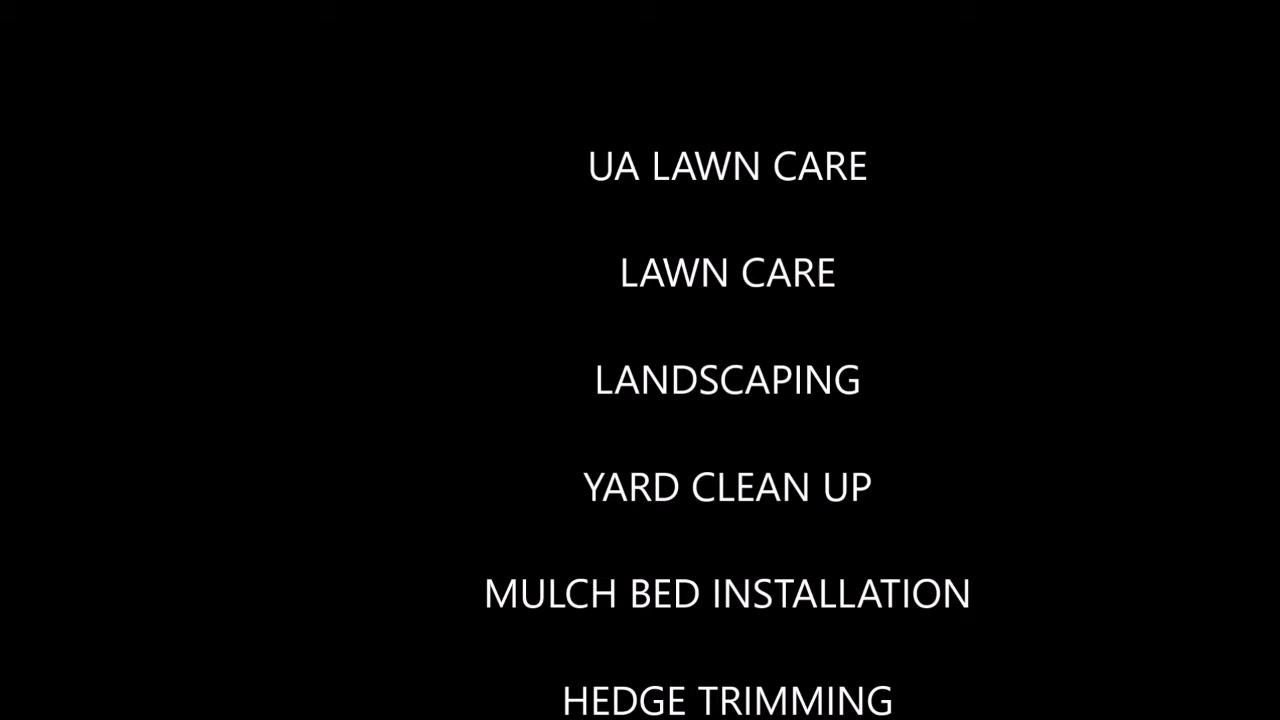 UA LAWN CARE
LAWN CARE
LANDSCAPING
YARD CLEAN UP
MULCH BED INSTALLATION
HEDGE TRIMMING